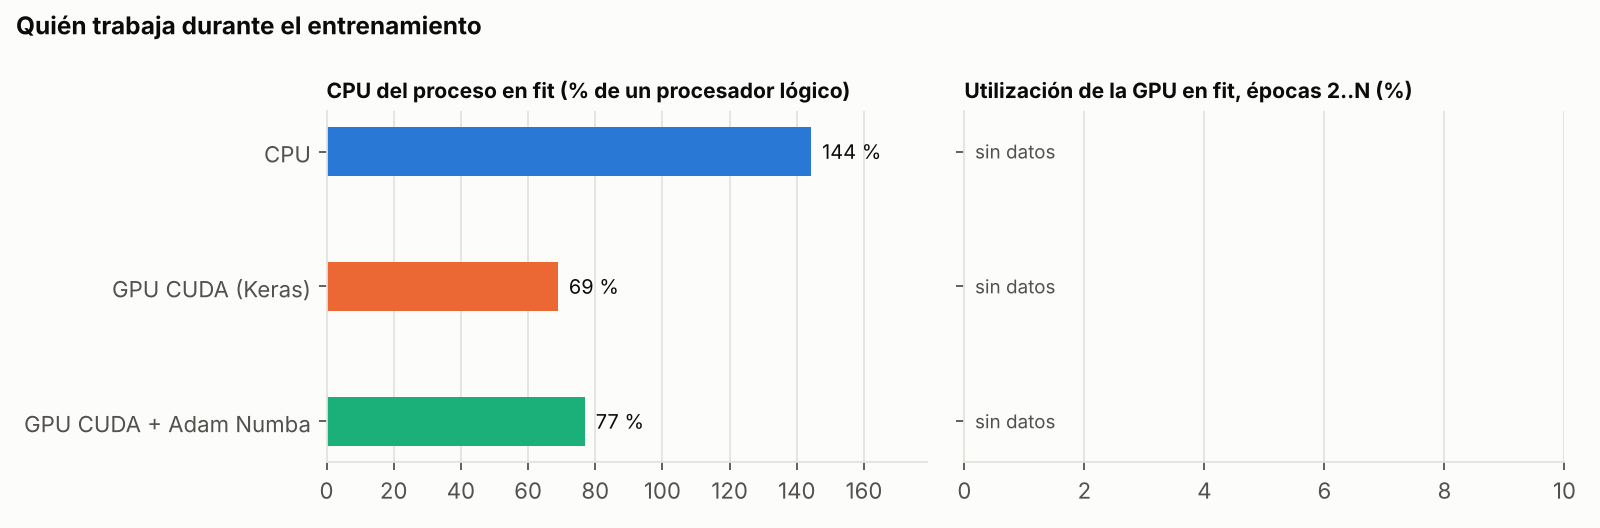 Quién trabaja durante el entrenamiento
CPU del proceso en fit (% de un procesador lógico)
CPU
144 %
GPU CUDA (Keras)
69 %
GPU CUDA + Adam Numba
77 %
0 20 40 60 80 100 120 140 160
Utilización de la GPU en fit, épocas 2..N (%)
sin datos
sin datos
sin datos
0 2 4 6 8 10